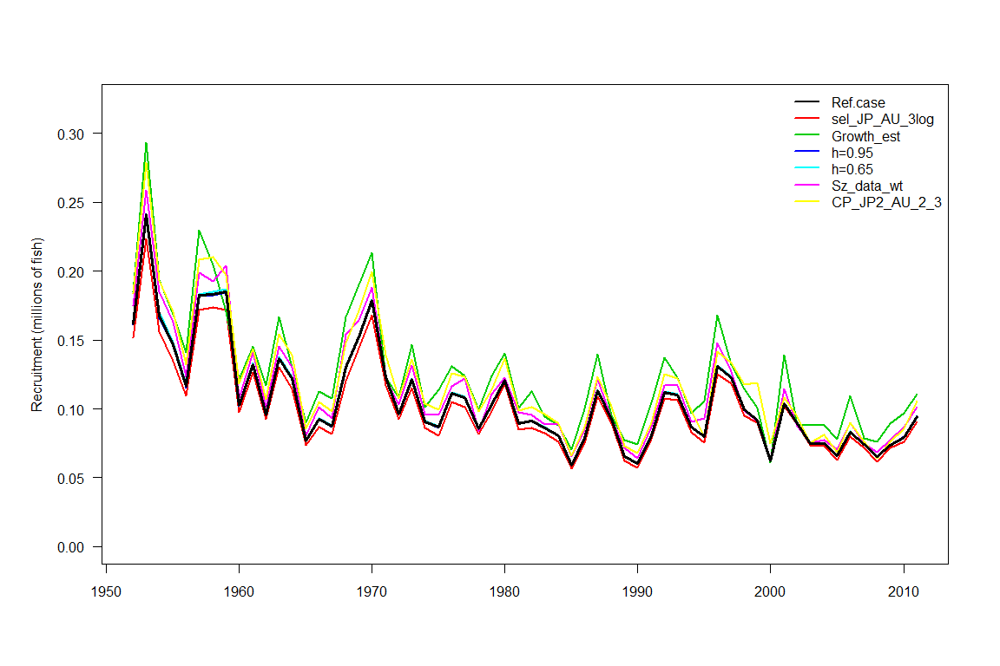 Ref.case
sel_JP_AU_3log
Growth_est
h=0.95
h=0.65
Sz_data_wt
CP_JP2_AU_2_3
Recruitment (millions of fish)
0.30
0.25
0.20
0.15
0.10
0.05
0.00
1950 1960 1970 1980 1990 2000 2010